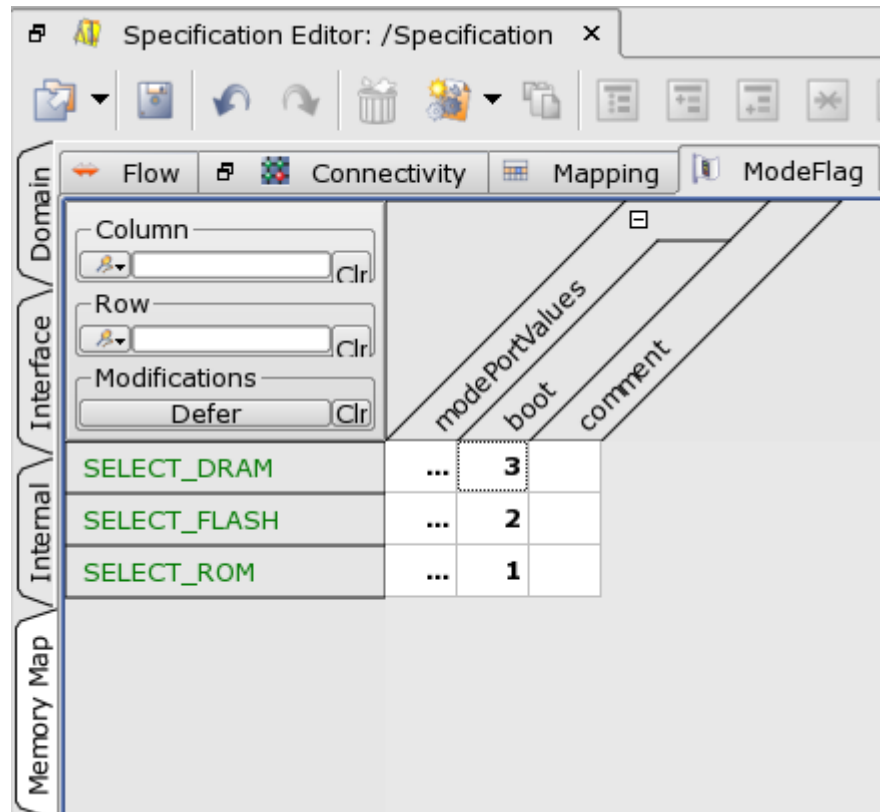 Specification Editor: /Specification
Flow
Connectivity
Mapping
ModeFlag
Domain
Interface
Internal
Memory Map
Column
Clr
Row
Clr
Modifications
Defer
Clr
modePortValues
boot
comment
SELECT_DRAM ... 3
SELECT_FLASH ... 2
SELECT_ROM ... 1